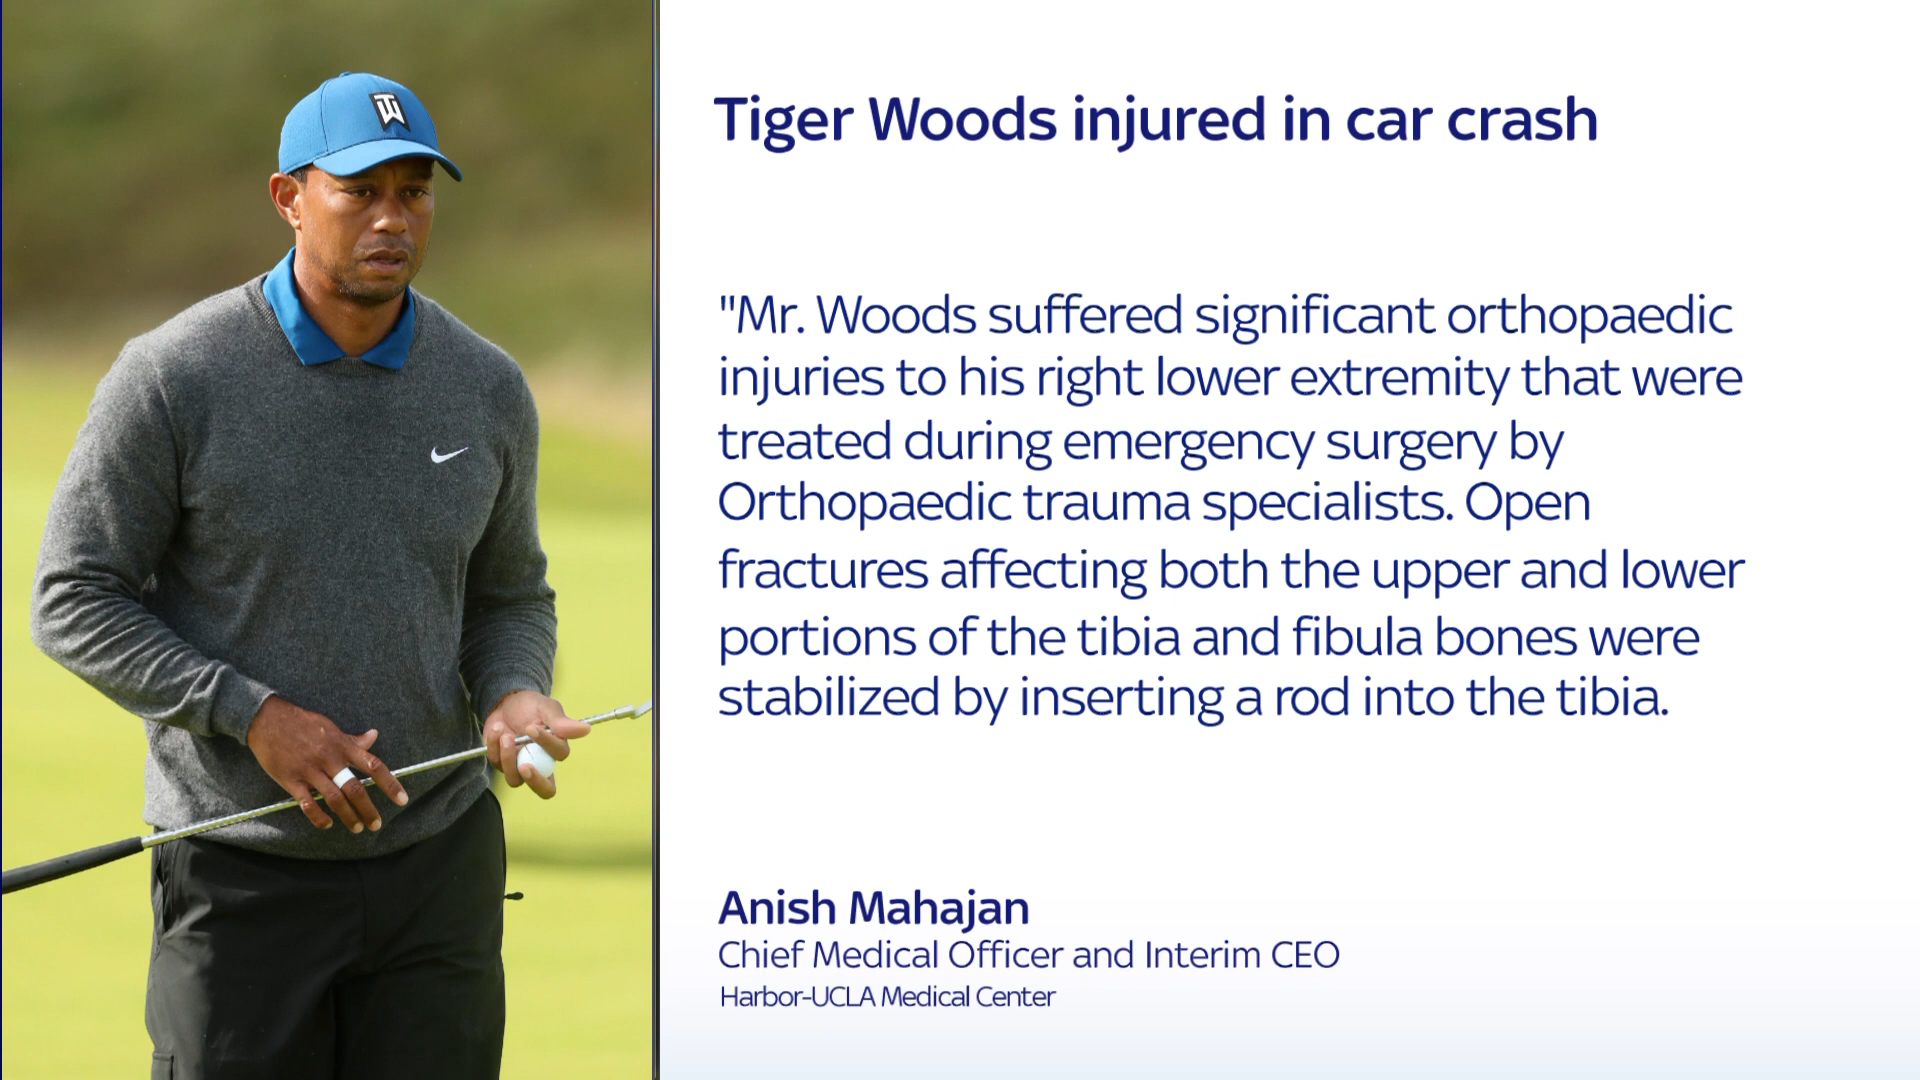 TW
Tiger Woods injured in car crash
"Mr. Woods suffered significant orthopaedic
injuries to his right lower extremity that were
treated during emergency surgery by
Orthopaedic trauma specialists. Open
fractures affecting both the upper and lower
portions of the tibia and fibula bones were
stabilized by inserting a rod into the tibia.
Anish Mahajan
Chief Medical Officer and Interim CEO
Harbor-UCLA Medical Center